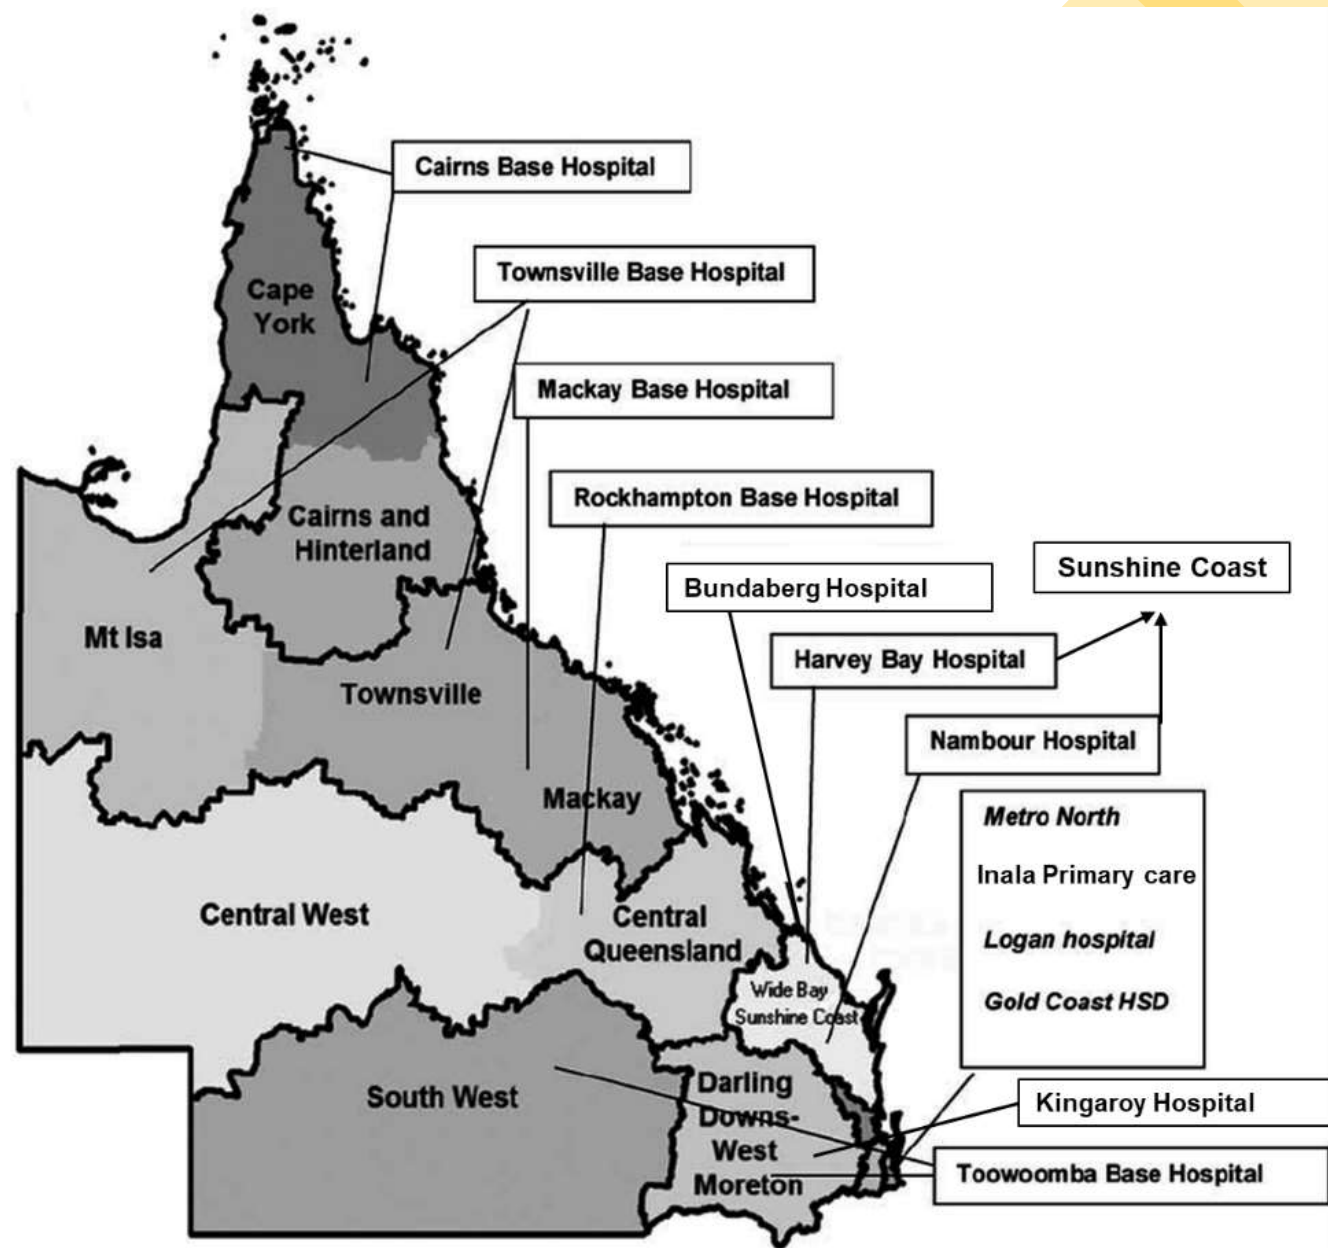 Cairns Base Hospital
Townsville Base Hospital
Cape
York
Mackay Base Hospital
Rockhampton Base Hospital
Cairns and
Hinterland
Sunshine Coast
Bundaberg Hospital
Mt Isa
Harvey Bay Hospital
Townsville
Nambour Hospital
Mackay
Metro North
Inala Primary care
Central West
Central
Queensland
Logan hospital
Gold Coast HSD
Wide Bay
Sunshine Coast
South West
Darling
Downs-
West
Moreton
Kingaroy Hospital
Toowoomba Base Hospital